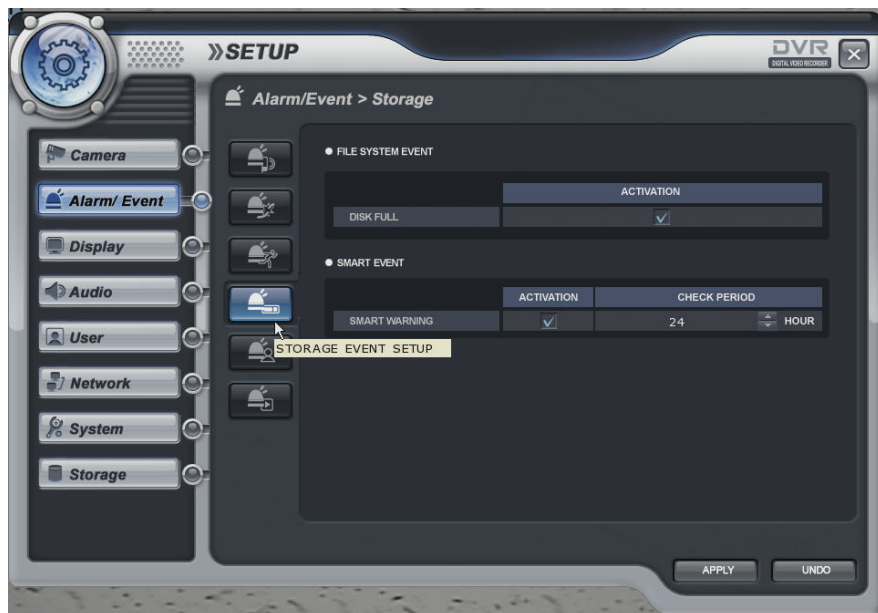 »SETUP
DVR
DIGITAL VIDEO RECORDER
Alarm/Event > Storage
Camera
Alarm/ Event
Display
Audio
User
Network
System
Storage
FILE SYSTEM EVENT
ACTIVATION
DISK FULL
SMART EVENT
ACTIVATION CHECK PERIOD
SMART WARNING 24 HOUR
STORAGE EVENT SETUP
APPLY UNDO